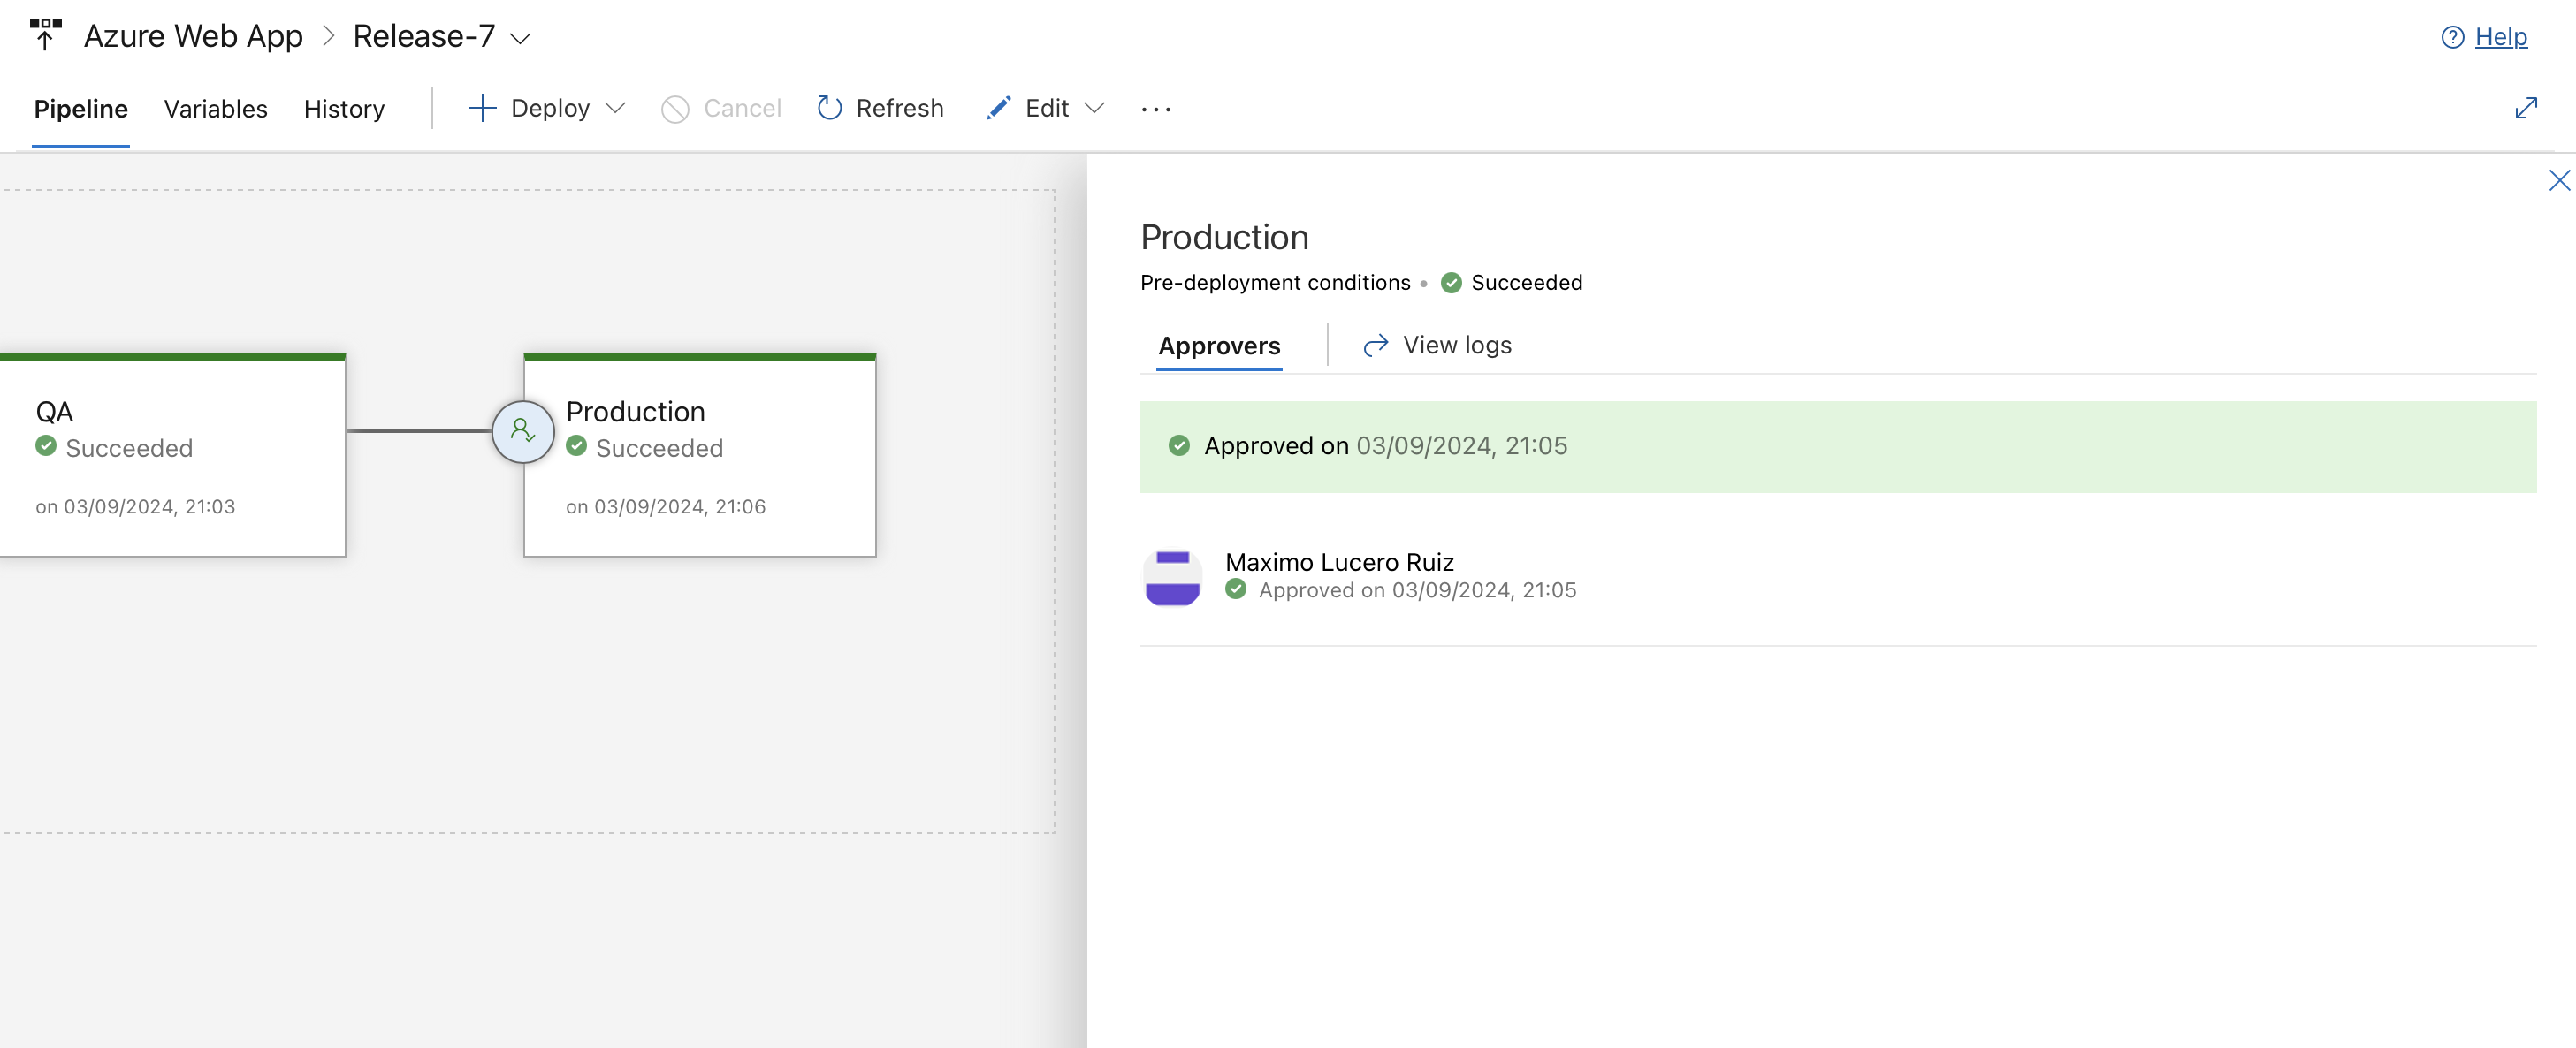 Azure Web App > Release-7
Help
Pipeline Variables History Deploy Cancel Refresh Edit ...
Production
Pre-deployment conditions • Succeeded
Approvers View logs
Approved on 03/09/2024, 21:05
Maximo Lucero Ruiz
Approved on 03/09/2024, 21:05
QA
Succeeded
on 03/09/2024, 21:03
Production
Succeeded
on 03/09/2024, 21:06